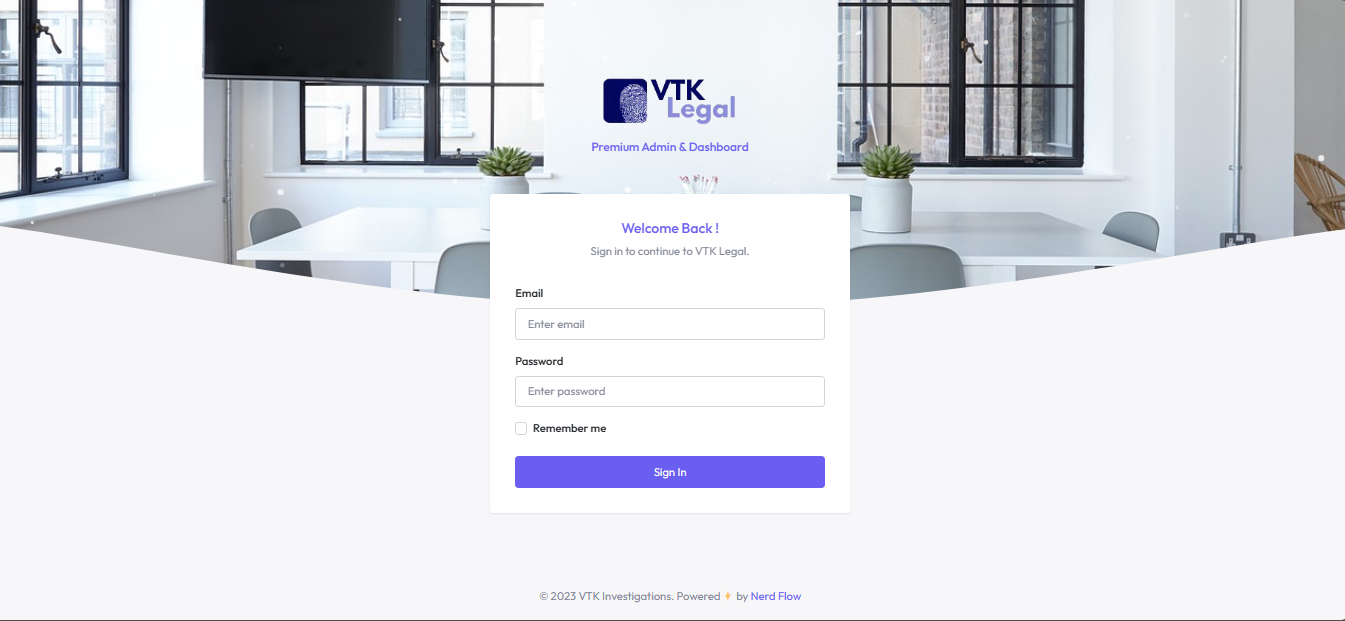 VTK
Legal
Premium Admin & Dashboard
Welcome Back !
Sign in to continue to VTK Legal.
Email
Enter email
Password
Enter password
Remember me
Sign In
© 2023 VTK Investigations. Powered ⚡ by Nerd Flow